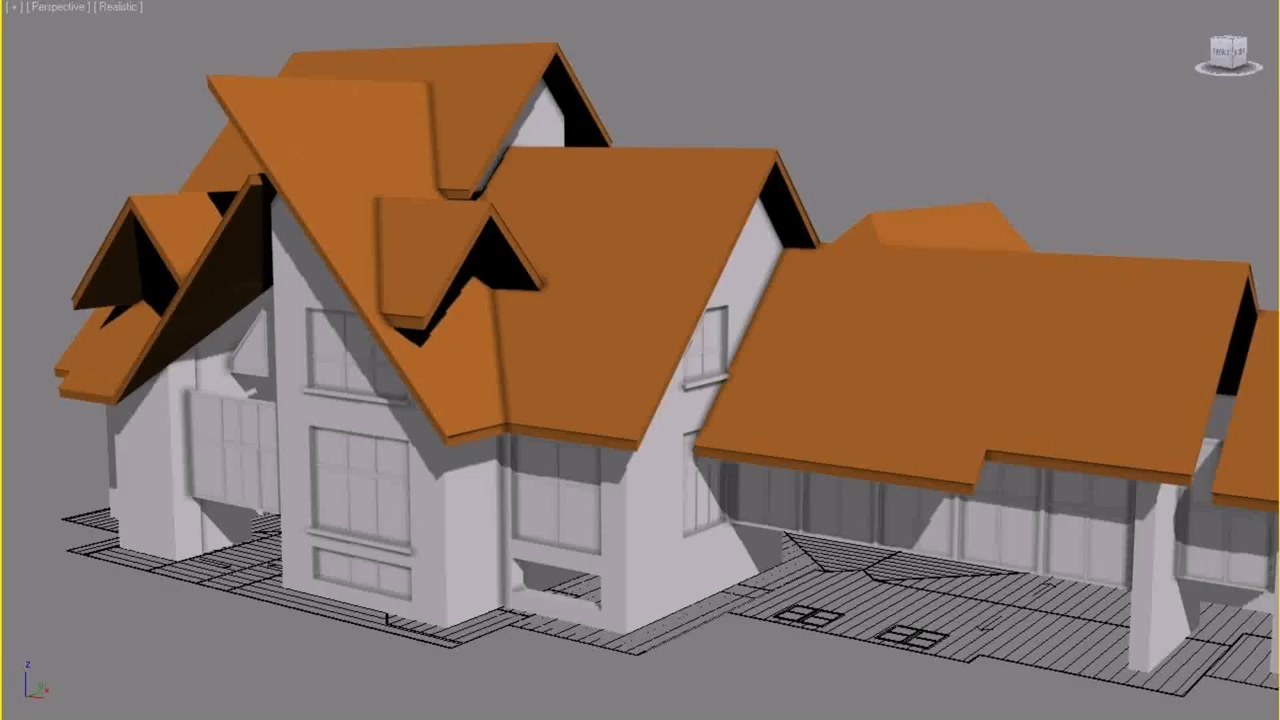 [ + ] [ Perspective ] [ Realistic ]
z